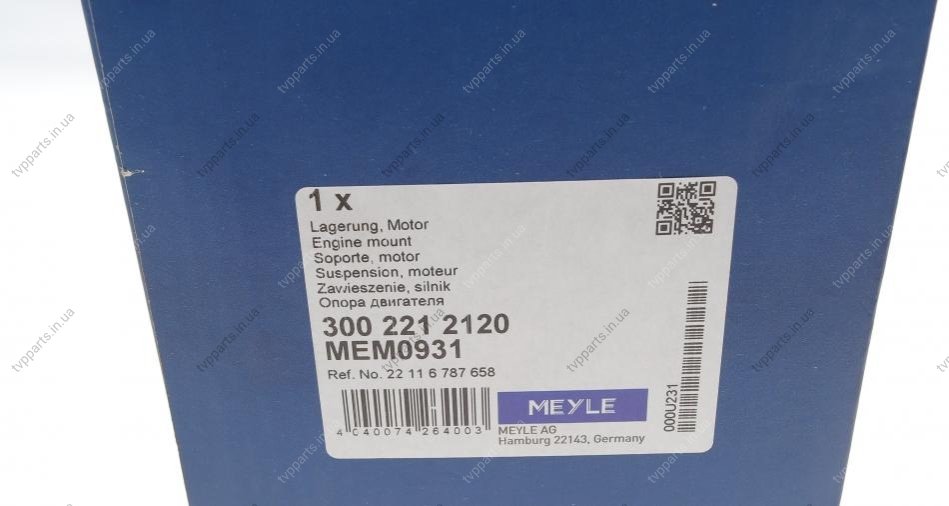 1 x
Lagerung, Motor
Engine mount
Soporte, motor
Suspension, moteur
Zawieszenie, silnik
Опора двигателя
300 221 2120
MEM0931
Ref. No. 22 11 6 787 658
4 040074 264003
MEYLE
MEYLE AG
Hamburg 22143, Germany
000U231
tvpparts.in.ua